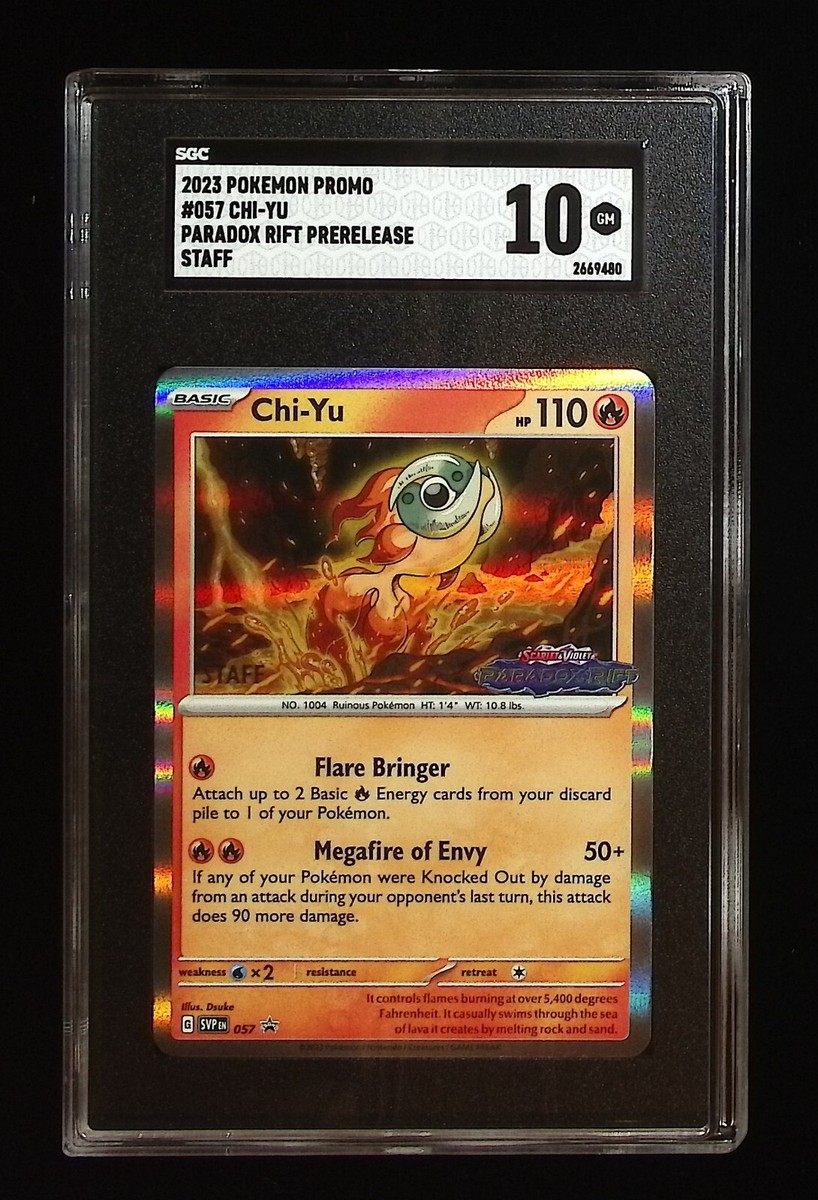 SGC
2023 POKEMON PROMO
#057 CHI-YU
PARADOX RIFT PRERELEASE
STAFF
10 GM
2669480
BASIC Chi-Yu HP 110
STAFF
SCARLET & VIOLET
PARADOX RIFT
NO. 1004 Ruinous Pokémon HT: 1'4" WT: 10.8 lbs.
Flare Bringer
Attach up to 2 Basic Energy cards from your discard
pile to 1 of your Pokémon.
Megafire of Envy 50+
If any of your Pokémon were Knocked Out by damage
from an attack during your opponent's last turn, this attack
does 90 more damage.
weakness ×2 resistance retreat
Illus. Dsuke
It controls flames burning at over 5,400 degrees
Fahrenheit. It casually swims through the sea
of lava it creates by melting rock and sand.
G SVP EN 057
©2023 Pokémon / Nintendo / Creatures / GAME FREAK